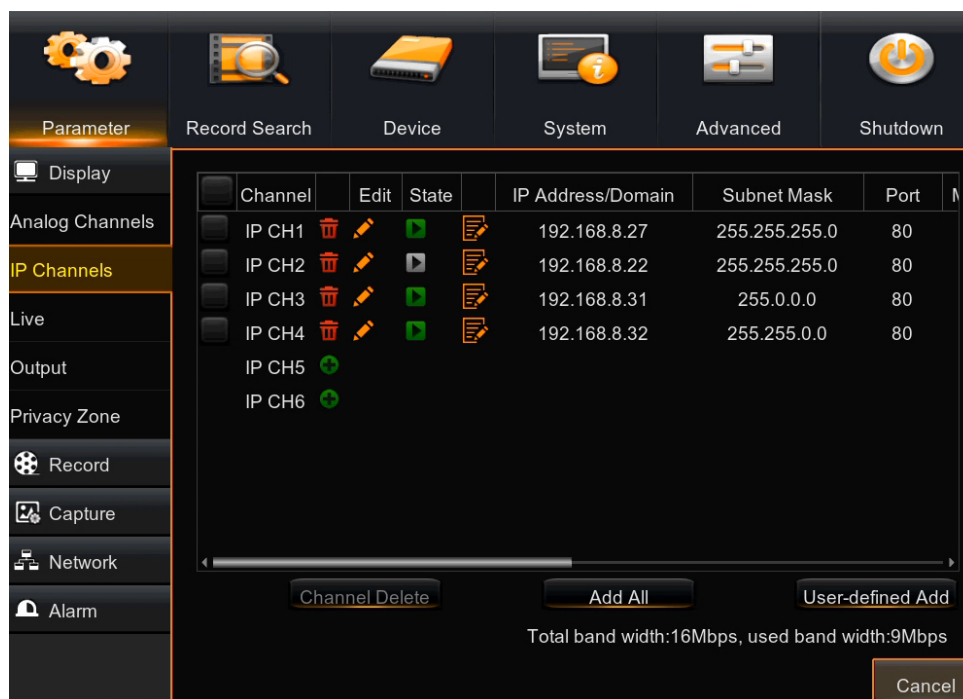 Parameter Record Search Device System Advanced Shutdown
Display
Analog Channels
IP Channels
Live
Output
Privacy Zone
Record
Capture
Network
Alarm
Channel Edit State IP Address/Domain Subnet Mask Port
IP CH1 192.168.8.27 255.255.255.0 80
IP CH2 192.168.8.22 255.255.255.0 80
IP CH3 192.168.8.31 255.0.0.0 80
IP CH4 192.168.8.32 255.255.0.0 80
IP CH5
IP CH6
Channel Delete Add All User-defined Add
Total band width:16Mbps, used band width:9Mbps
Cancel